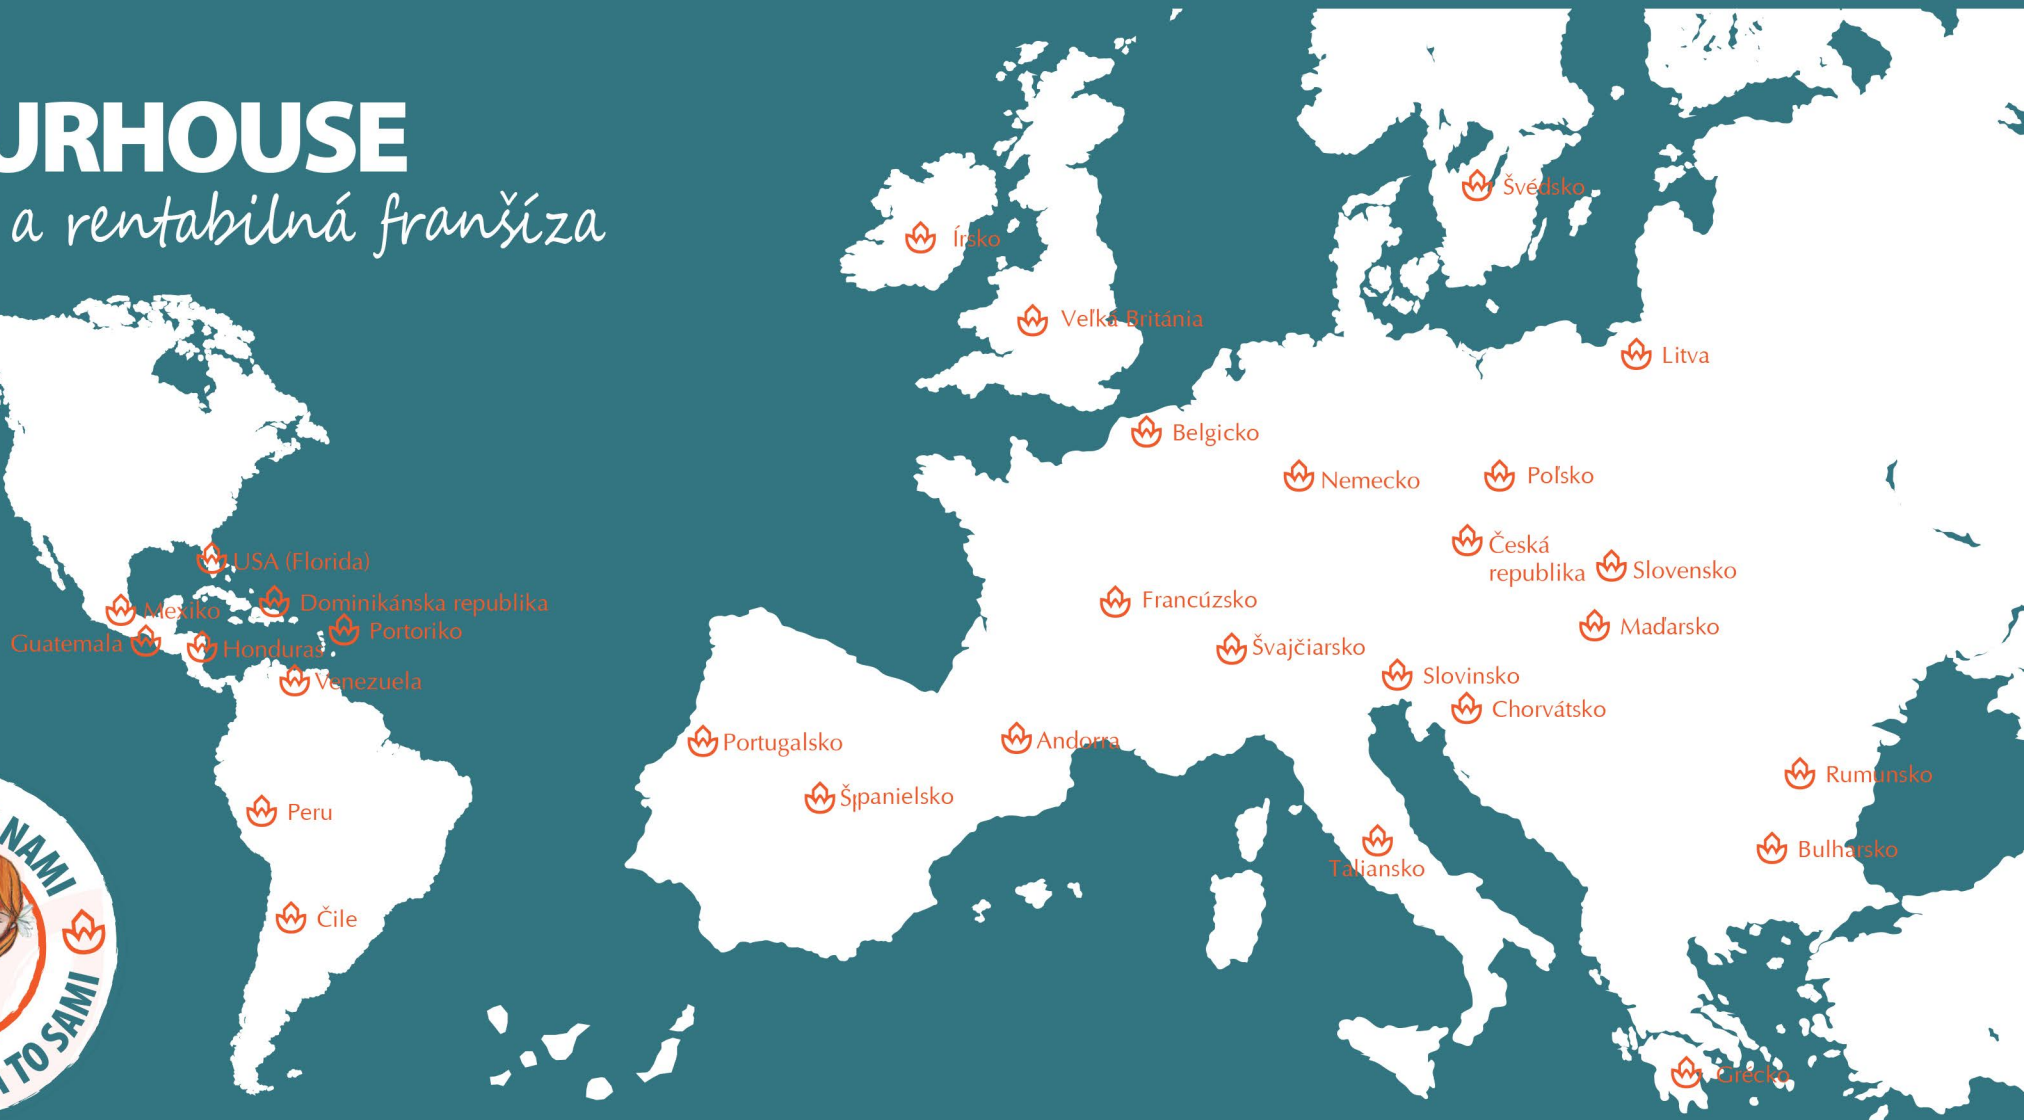 URHOUSE
a rentabilná franšíza
Švédsko
Írsko
Veľká Británia
Litva
Belgicko
Nemecko
Poľsko
Česká
republika
Slovensko
USA (Florida)
Mexiko
Dominikánska republika
Portoriko
Guatemala
Honduras
Venezuela
Francúzsko
Maďarsko
Švajčiarsko
Slovinsko
Chorvátsko
Portugalsko
Andorra
Španielsko
Rumunsko
Peru
Bulharsko
Taliansko
Čile
Grécko
NAMI
TO SAMI